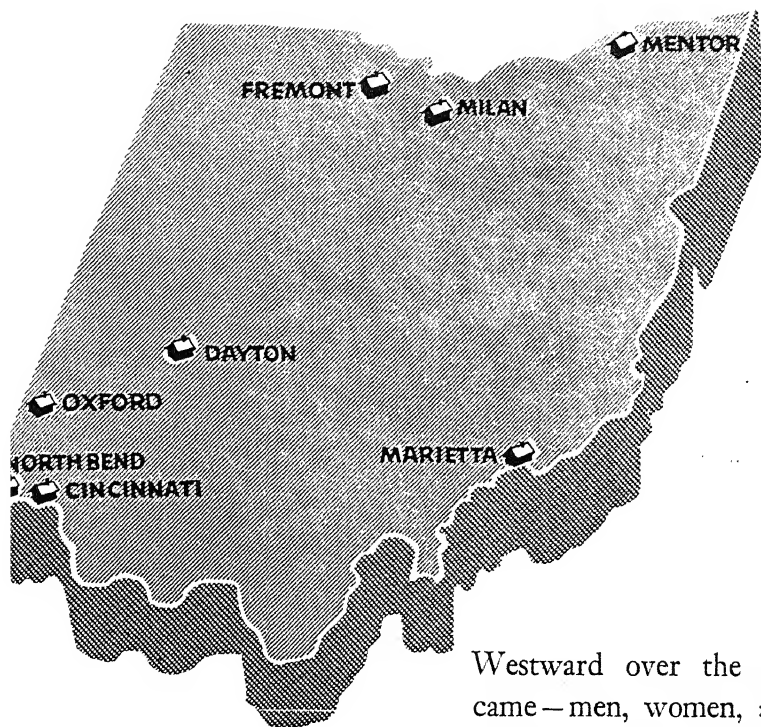 MENTOR
FREMONT
MILAN
DAYTON
OXFORD
NORTH BEND
MARIETTA
CINCINNATI
Westward over the
came—men, women,